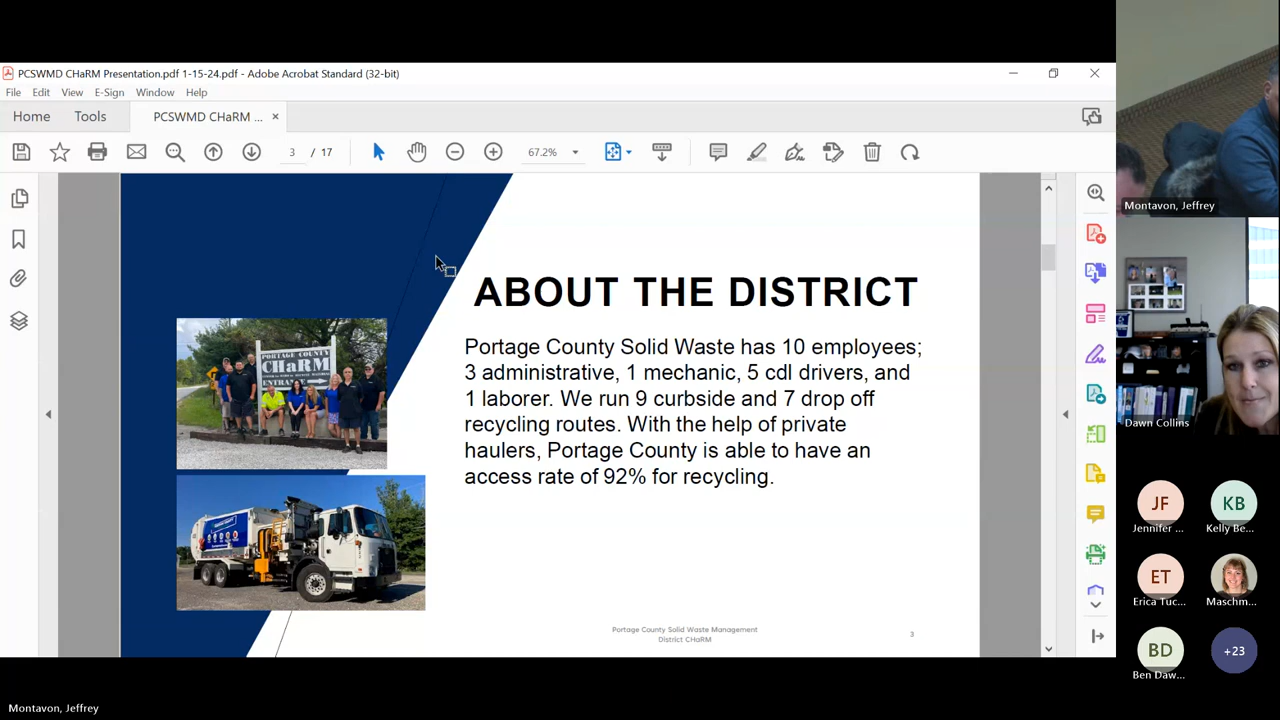 PCSWMD CHaRM Presentation.pdf 1-15-24.pdf - Adobe Acrobat Standard (32-bit)
File Edit View E-Sign Window Help
Home Tools PCSWMD CHaRM ... ×
3 / 17 67.2%
ABOUT THE DISTRICT
Portage County Solid Waste has 10 employees;
3 administrative, 1 mechanic, 5 cdl drivers, and
1 laborer. We run 9 curbside and 7 drop off
recycling routes. With the help of private
haulers, Portage County is able to have an
access rate of 92% for recycling.
PORTAGE COUNTY
CHaRM
ENTRANCE
Portage County Solid Waste Management
District CHaRM
3
Montavon, Jeffrey
Dawn Collins
JF KB
Jennifer ... Kelly Be...
ET
Erica Tuc... Maschm...
BD +23
Ben Daw...
Montavon, Jeffrey